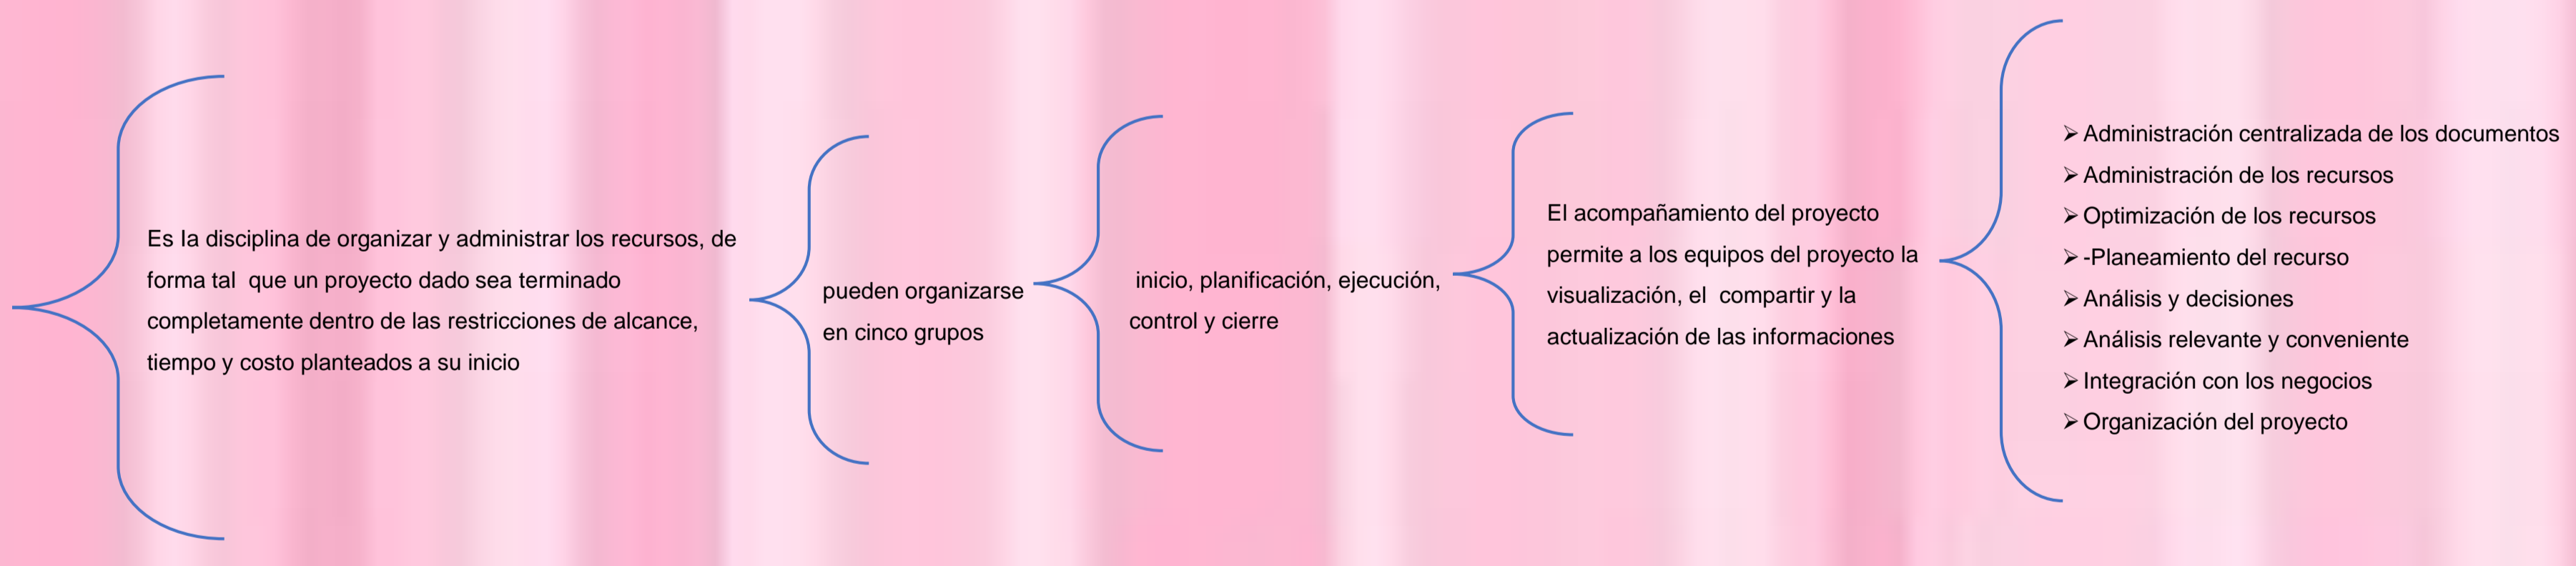 Es la disciplina de organizar y administrar los recursos, de
forma tal  que un proyecto dado sea terminado
completamente dentro de las restricciones de alcance,
tiempo y costo planteados a su inicio
pueden organizarse
en cinco grupos
inicio, planificación, ejecución,
control y cierre
El acompañamiento del proyecto
permite a los equipos del proyecto la
visualización, el  compartir y la
actualización de las informaciones
➢ Administración centralizada de los documentos
➢ Administración de los recursos
➢ Optimización de los recursos
➢ -Planeamiento del recurso
➢ Análisis y decisiones
➢ Análisis relevante y conveniente
➢ Integración con los negocios
➢ Organización del proyecto